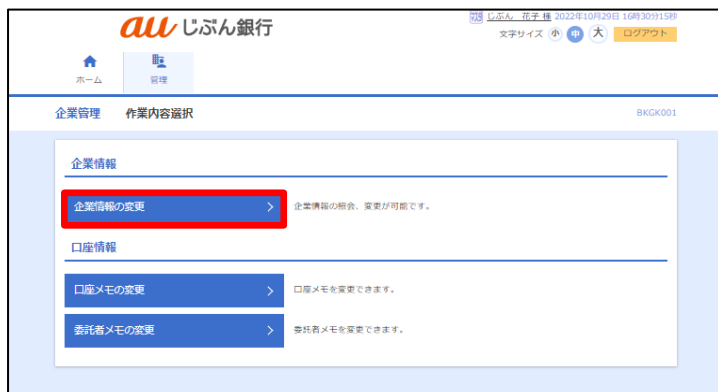 au じぶん銀行
じぶん 花子 様 2022年10月29日 16時30分15秒
文字サイズ 小 中 大 ログアウト
ホーム 管理
企業管理 作業内容選択 BKGK001
企業情報
企業情報の変更 企業情報の照会、変更が可能です。
口座情報
口座メモの変更 口座メモを変更できます。
委託者メモの変更 委託者メモを変更できます。